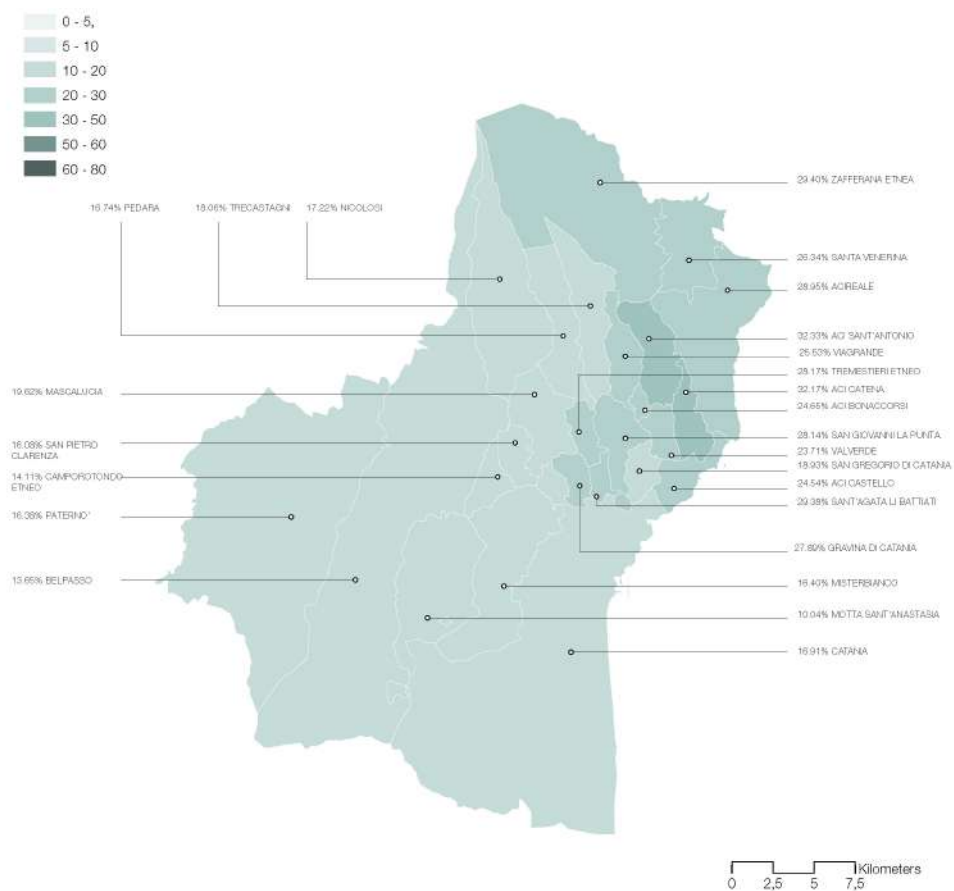 0 - 5,
5 - 10
10 - 20
20 - 30
30 - 50
50 - 60
60 - 80
16.74% PEDARA
18.06% TRECASTAGNI
17.22% NICOLOSI
19.62% MASCALUCIA
16.08% SAN PIETRO
CLARENZA
14.11% CAMPOROTONDO
ETNEO
16.38% PATERNO'
13.65% BELPASSO
29.40% ZAFFERANA ETNEA
26.34% SANTA VENERINA
28.95% ACIREALE
32.33% ACI SANT'ANTONIO
25.53% VIAGRANDE
28.17% TREMESTIERI ETNEO
32.17% ACI CATENA
24.65% ACI BONACCORSI
28.14% SAN GIOVANNI LA PUNTA
23.71% VALVERDE
18.93% SAN GREGORIO DI CATANIA
24.54% ACI CASTELLO
29.38% SANT'AGATA LI BATTIATI
27.69% GRAVINA DI CATANIA
16.40% MISTERBIANCO
10.04% MOTTA SANT'ANASTASIA
16.91% CATANIA
Kilometers
0 2,5 5 7,5